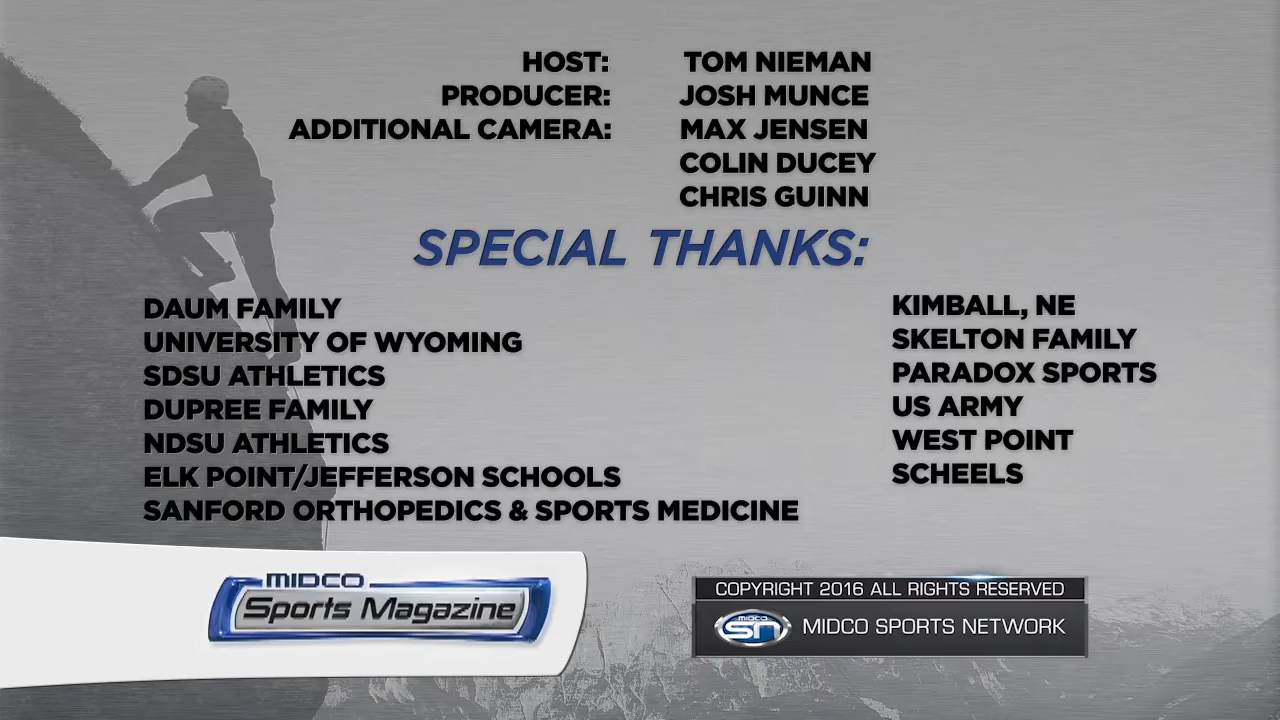 HOST: TOM NIEMAN
PRODUCER: JOSH MUNCE
ADDITIONAL CAMERA: MAX JENSEN
COLIN DUCEY
CHRIS GUINN
SPECIAL THANKS:
DAUM FAMILY
UNIVERSITY OF WYOMING
SDSU ATHLETICS
DUPREE FAMILY
NDSU ATHLETICS
ELK POINT/JEFFERSON SCHOOLS
SANFORD ORTHOPEDICS & SPORTS MEDICINE
KIMBALL, NE
SKELTON FAMILY
PARADOX SPORTS
US ARMY
WEST POINT
SCHEELS
MIDCO
Sports Magazine
COPYRIGHT 2016 ALL RIGHTS RESERVED
MIDCO
SN
MIDCO SPORTS NETWORK